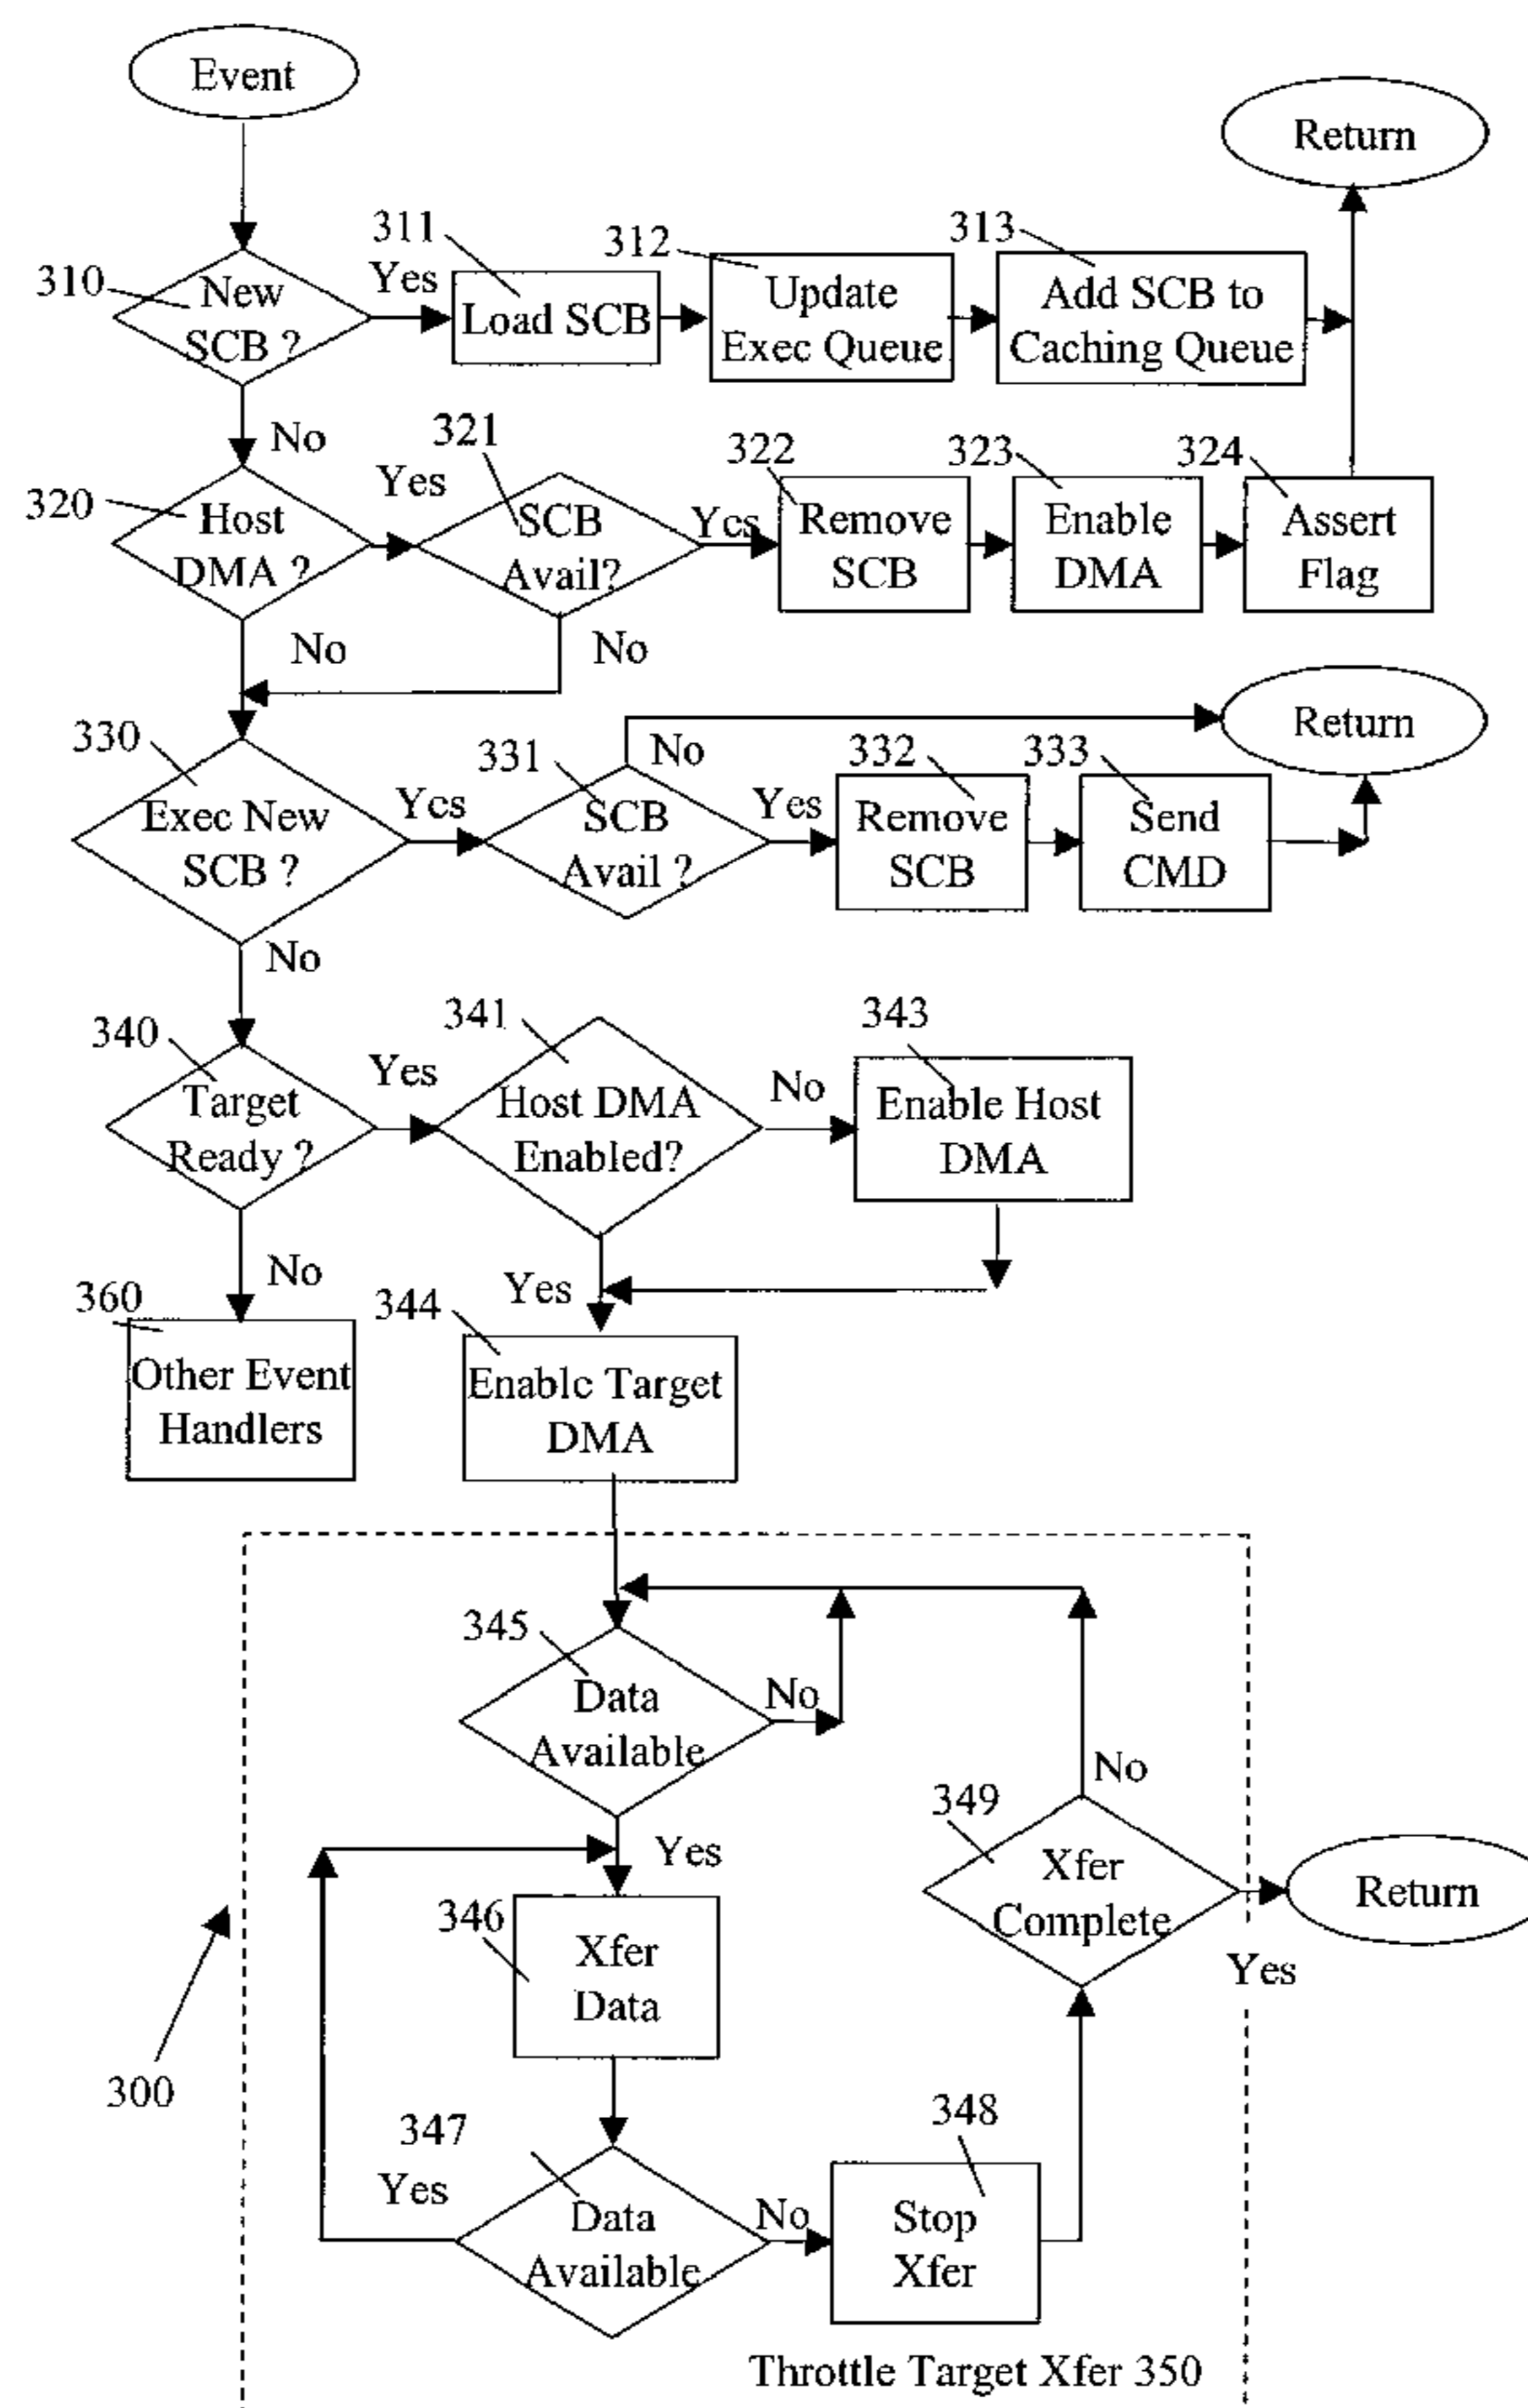 Event
Return
310
New
SCB ?
Yes
311
Load SCB
312
Update
Exec Queue
313
Add SCB to
Caching Queue
No
320
Host
DMA ?
Yes
321
SCB
Avail?
Yes
322
Remove
SCB
323
Enable
DMA
324
Assert
Flag
No
No
330
Exec New
SCB ?
Yes
331
SCB
Avail ?
No
Yes
332
Remove
SCB
333
Send
CMD
Return
No
340
Target
Ready ?
Yes
341
Host DMA
Enabled?
No
343
Enable Host
DMA
No
Yes
360
Other Event
Handlers
344
Enable Target
DMA
345
Data
Available
No
Yes
346
Xfer
Data
349
Xfer
Complete
No
Yes
Return
300
347
Data
Available
Yes
No
348
Stop
Xfer
Throttle Target Xfer 350